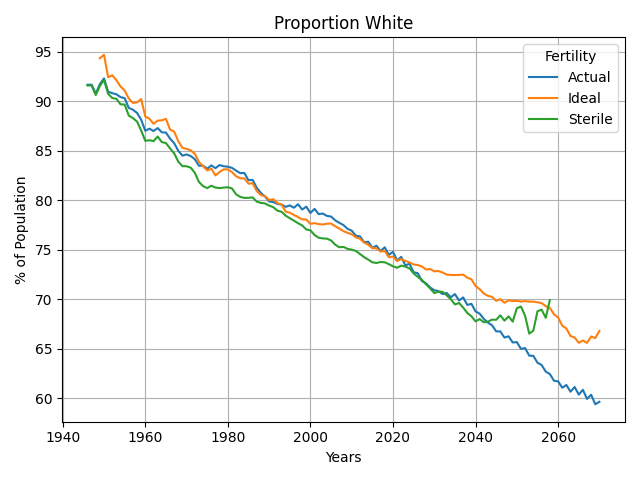 Proportion White
Fertility
Actual
Ideal
Sterile
% of Population
95
90
85
80
75
70
65
60
1940
1960
1980
2000
2020
2040
2060
Years